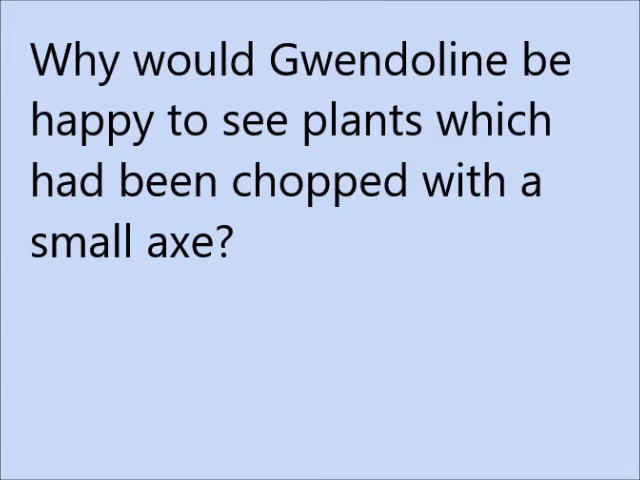 Why would Gwendoline be
happy to see plants which
had been chopped with a
small axe?